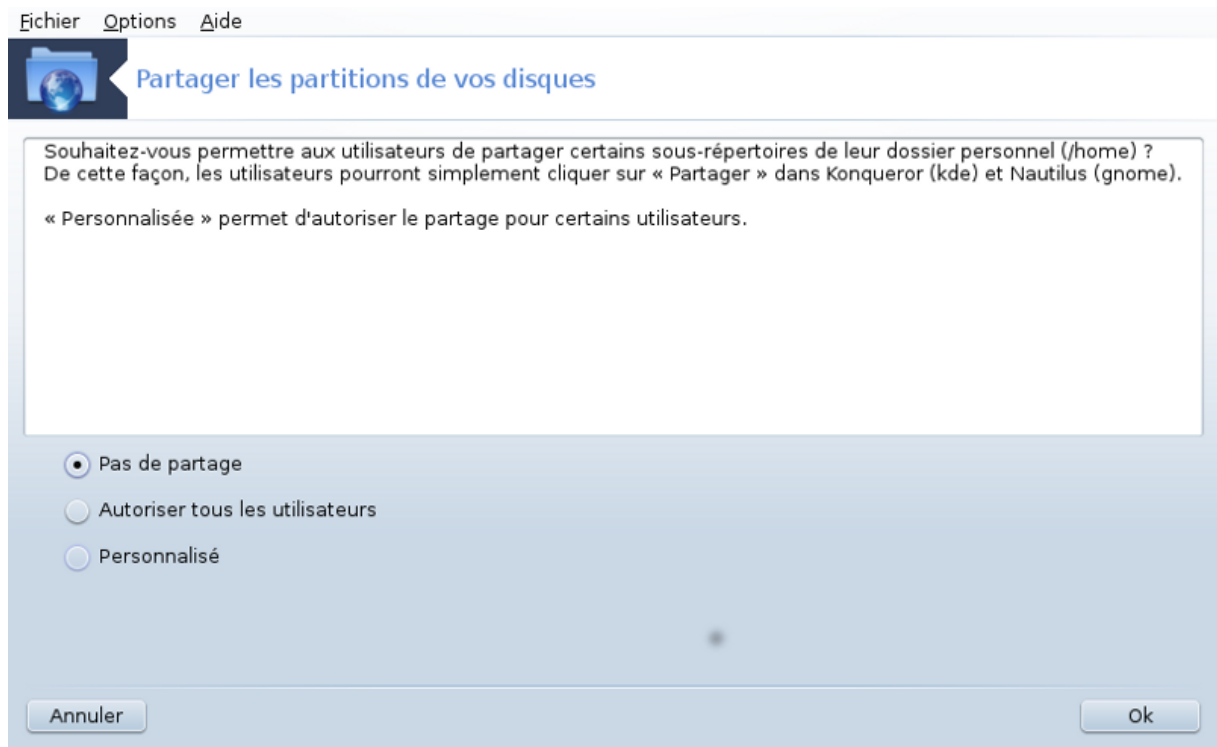 Fichier Options Aide
Partager les partitions de vos disques
Souhaitez-vous permettre aux utilisateurs de partager certains sous-répertoires de leur dossier personnel (/home) ?
De cette façon, les utilisateurs pourront simplement cliquer sur « Partager » dans Konqueror (kde) et Nautilus (gnome).
« Personnalisée » permet d'autoriser le partage pour certains utilisateurs.
Pas de partage
Autoriser tous les utilisateurs
Personnalisé
Annuler Ok